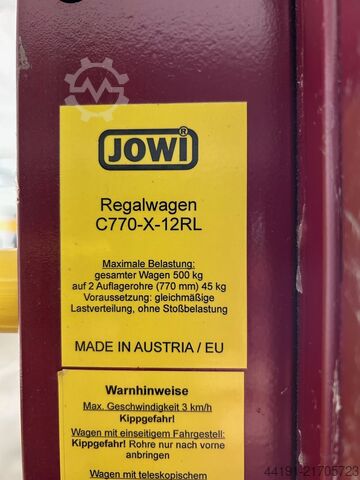 JOWI®
Regalwagen
C770-X-12RL
Maximale Belastung:
gesamter Wagen 500 kg
auf 2 Auflagerohre (770 mm) 45 kg
Voraussetzung: gleichmäßige
Lastverteilung, ohne Stoßbelastung
MADE IN AUSTRIA / EU
Warnhinweise
Max. Geschwindigkeit 3 km/h
Kippgefahr!
Wagen mit einseitigem Fahrgestell:
Kippgefahr! Rohre nur nach vorne
anbringen
Wagen mit teleskopischem
Machineseeker
44191-21705723